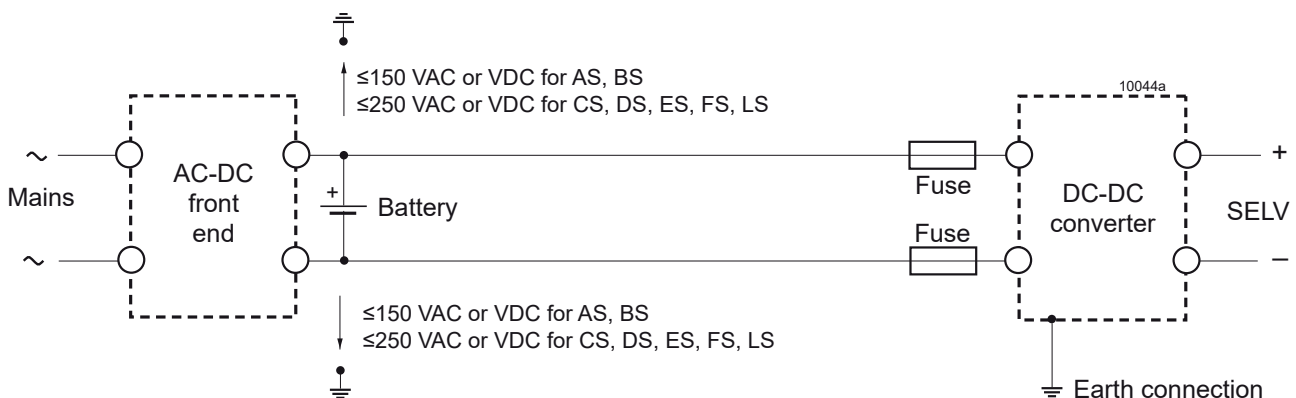 ≤150 VAC or VDC for AS, BS
≤250 VAC or VDC for CS, DS, ES, FS, LS
10044a
~
Mains
~
AC-DC
front
end
+
Battery
Fuse
Fuse
DC-DC
converter
+
SELV
–
≤150 VAC or VDC for AS, BS
≤250 VAC or VDC for CS, DS, ES, FS, LS
Earth connection